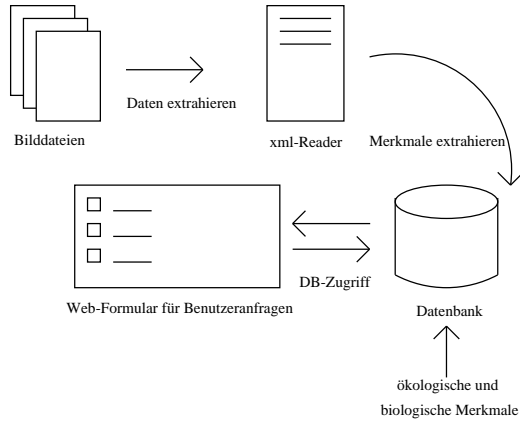 Daten extrahieren
Bilddateien
xml-Reader
Merkmale extrahieren
DB-Zugriff
Web-Formular für Benutzeranfragen
Datenbank
ökologische und
biologische Merkmale